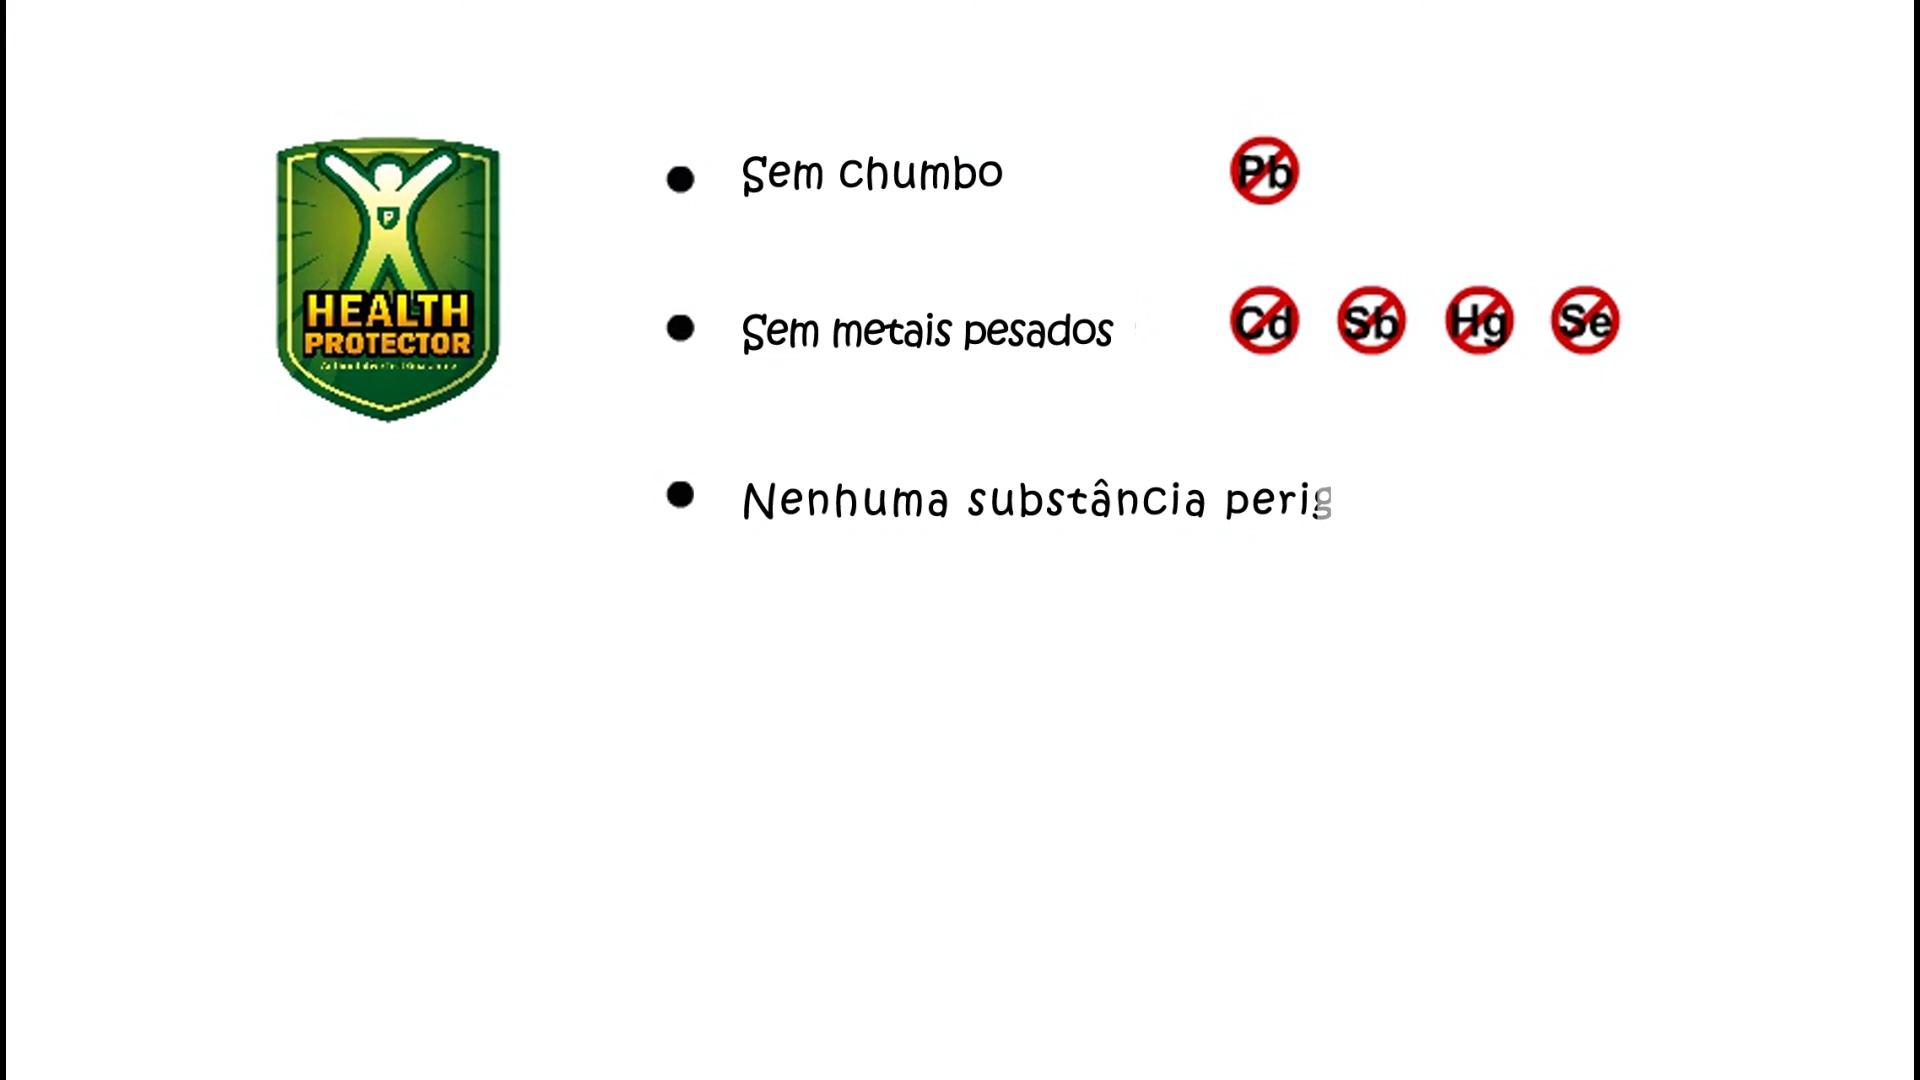 Sem chumbo
Pb
Sem metais pesados
Cd Sb Hg Se
HEALTH
PROTECTOR
Nenhuma substância perig